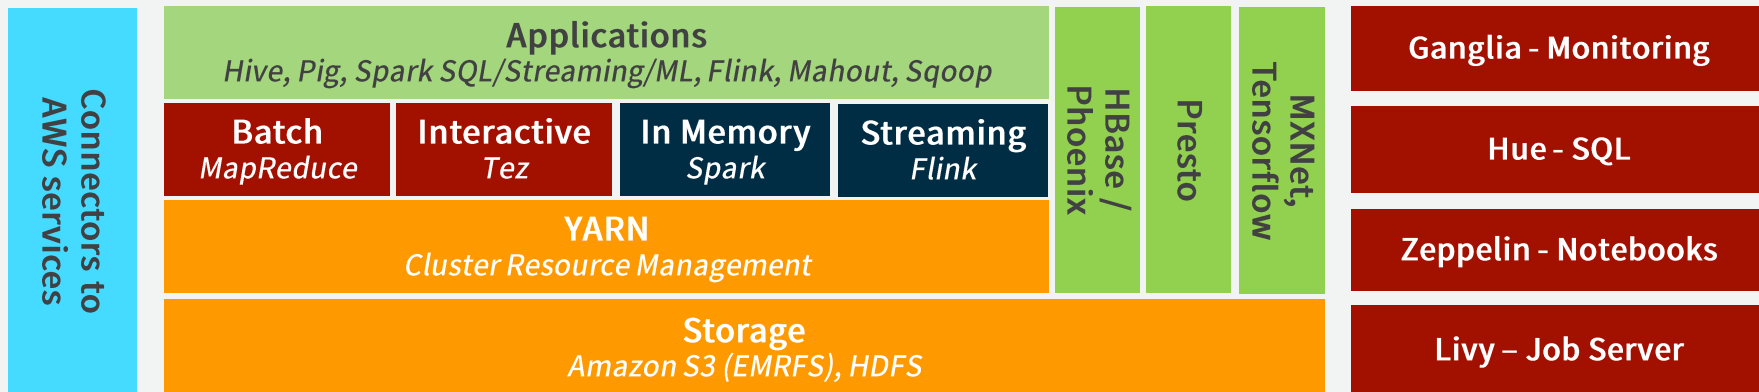 Connectors to
AWS services
Applications
Hive, Pig, Spark SQL/Streaming/ML, Flink, Mahout, Sqoop
Batch
MapReduce
Interactive
Tez
In Memory
Spark
Streaming
Flink
YARN
Cluster Resource Management
Storage
Amazon S3 (EMRFS), HDFS
HBase /
Phoenix
Presto
MXNet,
Tensorflow
Ganglia - Monitoring
Hue - SQL
Zeppelin - Notebooks
Livy – Job Server